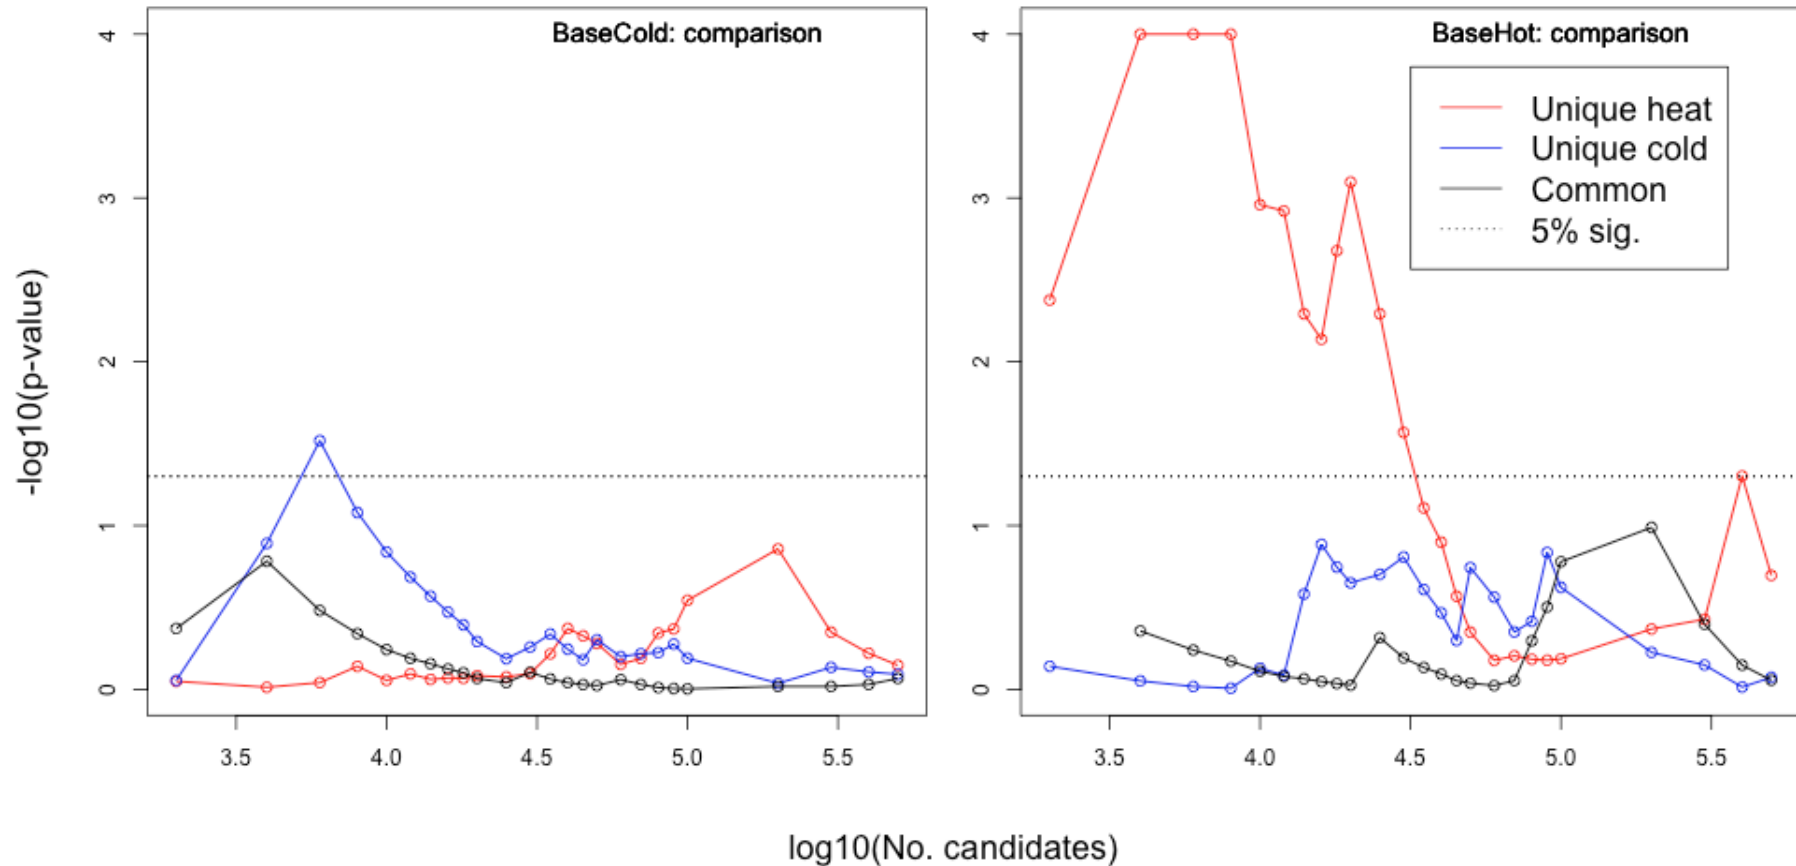 BaseCold: comparison
BaseHot: comparison
Unique heat
Unique cold
Common
5% sig.
-log10(p-value)
4
3
2
1
0
4
3
2
1
0
3.5 4.0 4.5 5.0 5.5
3.5 4.0 4.5 5.0 5.5
log10(No. candidates)